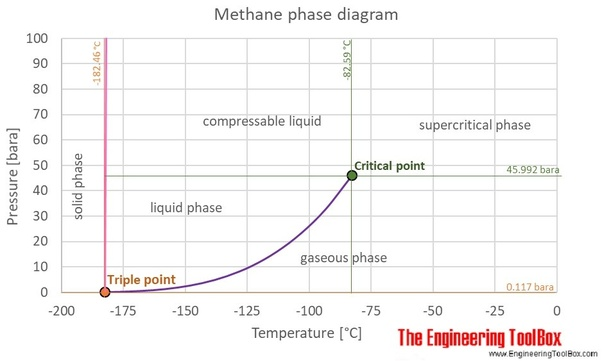 Methane phase diagram
100
90
80
70
60
50
40
30
20
10
0
Pressure [bara]
-182.46 °C
-82.59 °C
compressable liquid
supercritical phase
solid phase
Critical point
45.992 bara
liquid phase
gaseous phase
Triple point
0.117 bara
-200 -175 -150 -125 -100 -75 -50 -25 0
Temperature [°C]
The Engineering ToolBox
www.EngineeringToolBox.com